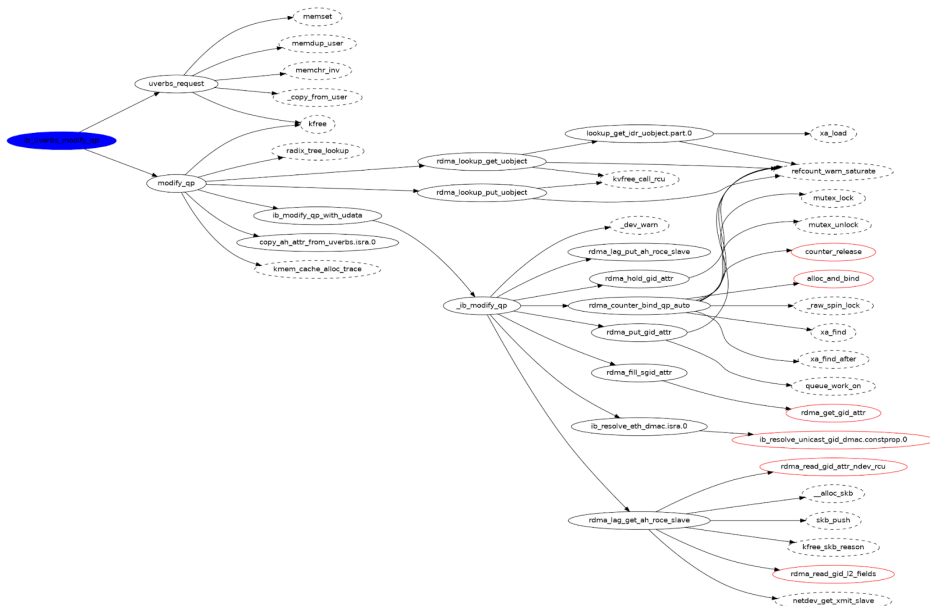 memset
memdup_user
memchr_inv
uverbs_request
_copy_from_user
kfree
ib_uverbs_modify_qp
lookup_get_idr_uobject.part.0
xa_load
radix_tree_lookup
rdma_lookup_get_uobject
refcount_warn_saturate
kvfree_call_rcu
modify_qp
rdma_lookup_put_uobject
mutex_lock
ib_modify_qp_with_udata
_dev_warn
mutex_unlock
copy_ah_attr_from_uverbs.isra.0
rdma_lag_put_ah_roce_slave
counter_release
kmem_cache_alloc_trace
rdma_hold_gid_attr
alloc_and_bind
_ib_modify_qp
rdma_counter_bind_qp_auto
_raw_spin_lock
rdma_put_gid_attr
xa_find
xa_find_after
rdma_fill_sgid_attr
queue_work_on
rdma_get_gid_attr
ib_resolve_eth_dmac.isra.0
ib_resolve_unicast_gid_dmac.constprop.0
rdma_read_gid_attr_ndev_rcu
__alloc_skb
rdma_lag_get_ah_roce_slave
skb_push
kfree_skb_reason
rdma_read_gid_l2_fields
netdev_get_xmit_slave